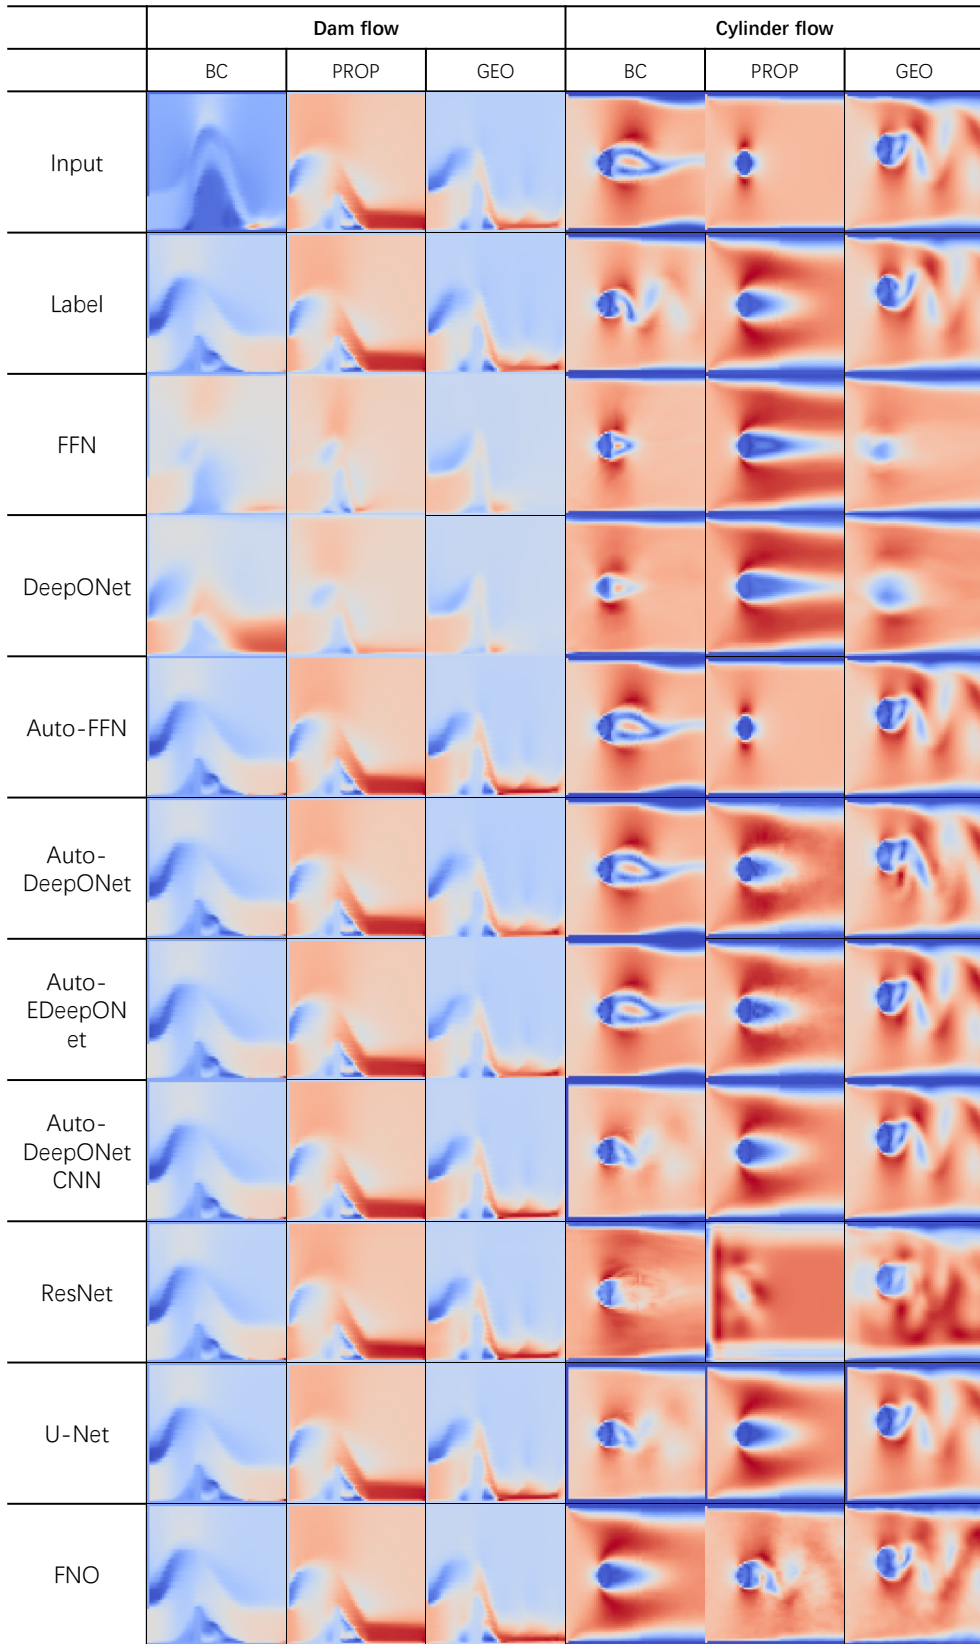 Dam flow Cylinder flow
BC PROP GEO BC PROP GEO
Input
Label
FFN
DeepONet
Auto-FFN
Auto-
DeepONet
Auto-
EDeepON
et
Auto-
DeepONet
CNN
ResNet
U-Net
FNO